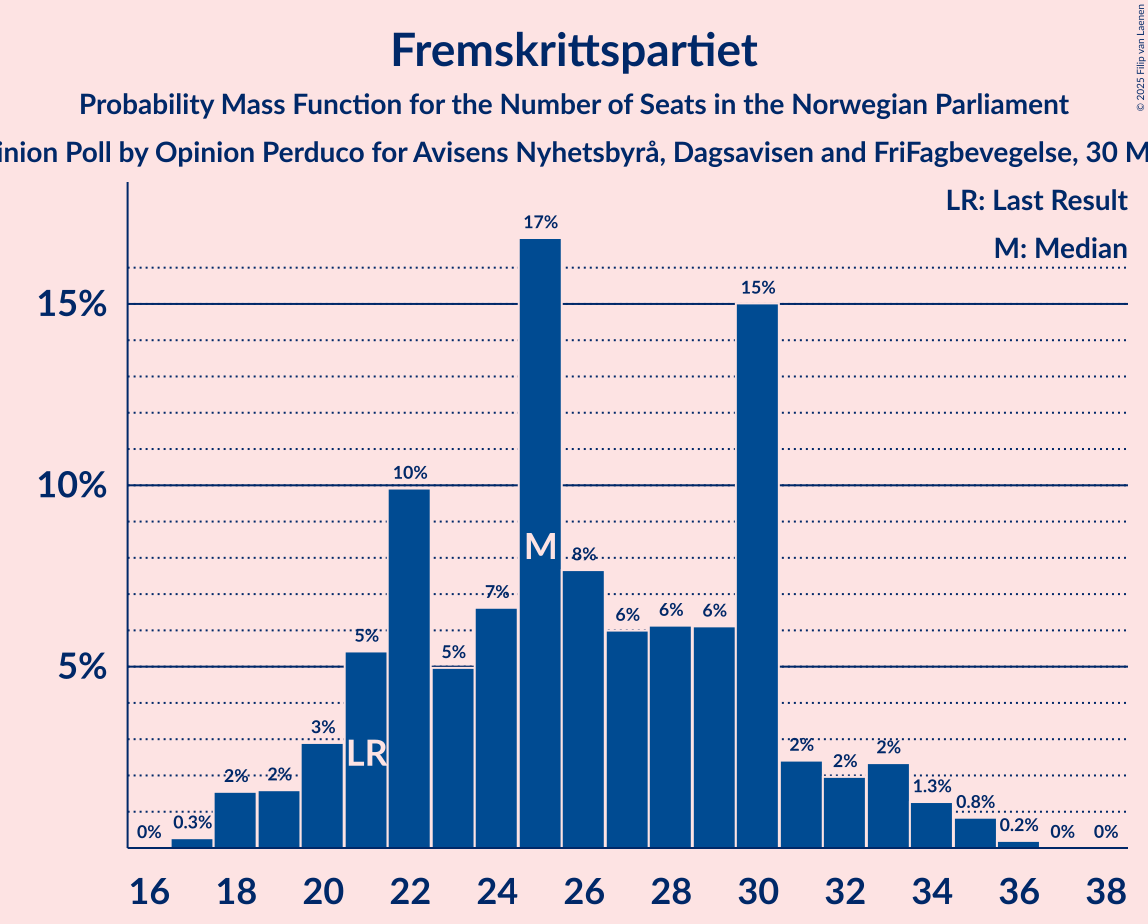 Fremskrittspartiet
Probability Mass Function for the Number of Seats in the Norwegian Parliament
Poll by Opinion Perduco for Avisens Nyhetsbyrå, Dagsavisen and FriFagbevegelse, 30
© 2025 Filip van Laenen
LR: Last Result
M: Median
15%
10%
5%
0%
0.3%
2%
2%
3%
5%
10%
5%
7%
17%
8%
6%
6%
6%
15%
2%
2%
2%
1.3%
0.8%
0.2%
0%
0%
LR
M
16 18 20 22 24 26 28 30 32 34 36 38